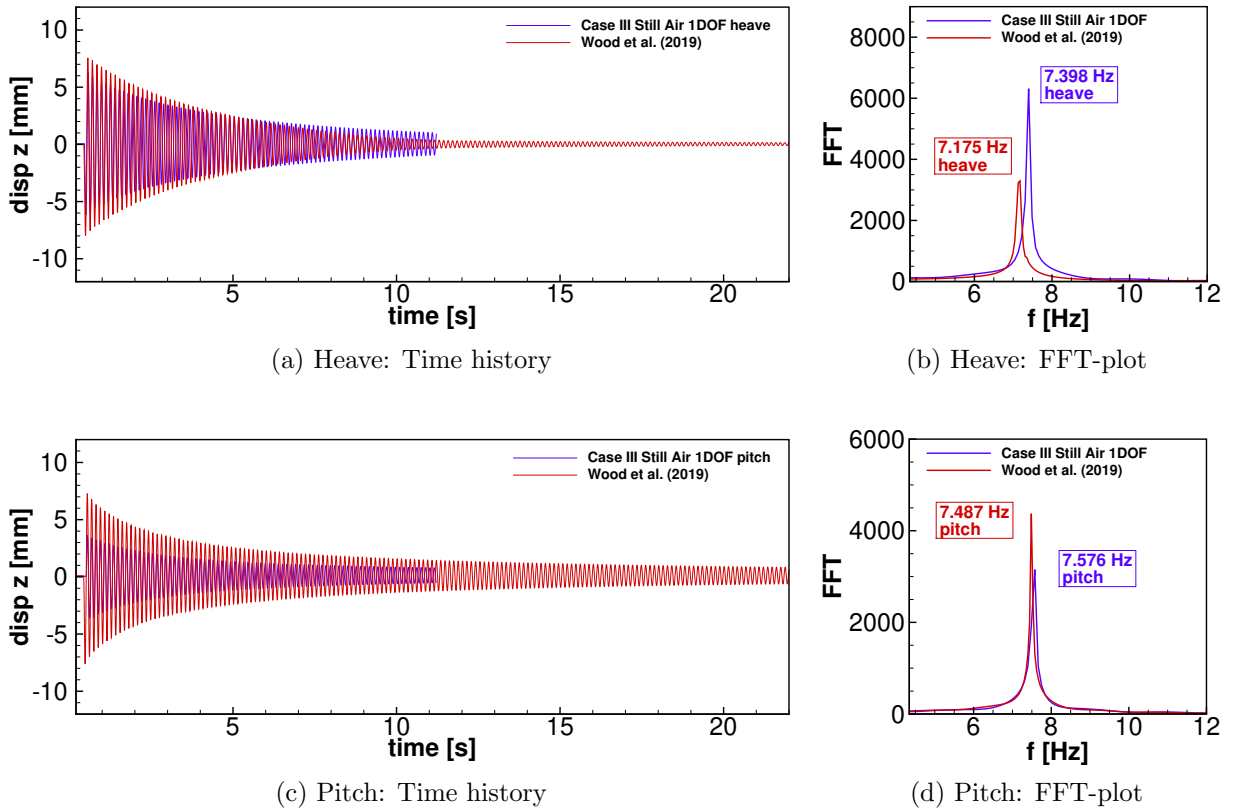 10
5
0
-5
-10
disp z [mm]
5
10
15
20
time [s]
Case III Still Air 1DOF heave
Wood et al. (2019)
(a) Heave: Time history
8000
6000
4000
2000
0
FFT
6
8
10
12
f [Hz]
Case III Still Air 1DOF
Wood et al. (2019)
7.398 Hz
heave
7.175 Hz
heave
(b) Heave: FFT-plot
10
5
0
-5
-10
disp z [mm]
5
10
15
20
time [s]
Case III Still Air 1DOF pitch
Wood et al. (2019)
(c) Pitch: Time history
6000
4000
2000
0
FFT
6
8
10
12
f [Hz]
Case III Still Air 1DOF
Wood et al. (2019)
7.487 Hz
pitch
7.576 Hz
pitch
(d) Pitch: FFT-plot